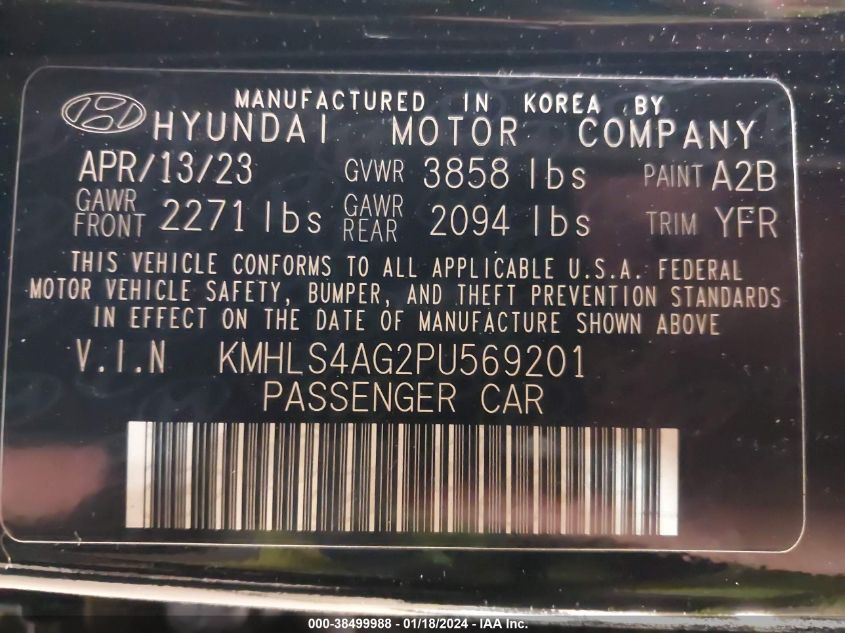 MANUFACTURED IN KOREA BY
HYUNDAI MOTOR COMPANY
APR/13/23 GVWR 3858 lbs PAINT A2B
GAWR FRONT 2271 lbs GAWR REAR 2094 lbs TRIM YFR
THIS VEHICLE CONFORMS TO ALL APPLICABLE U.S.A. FEDERAL
MOTOR VEHICLE SAFETY, BUMPER, AND THEFT PREVENTION STANDARDS
IN EFFECT ON THE DATE OF MANUFACTURE SHOWN ABOVE
V.I.N KMHLS4AG2PU569201
PASSENGER CAR
000-38499988 - 01/18/2024 - IAA Inc.